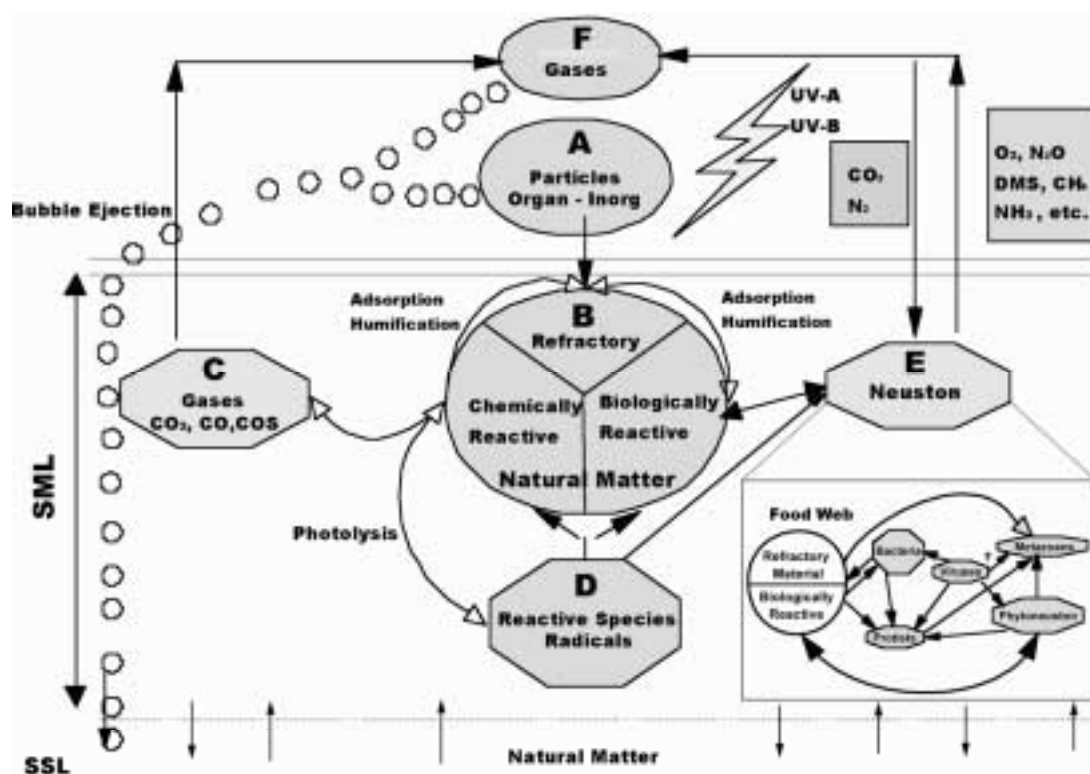 F
Gases
UV-A
UV-B
A
Particles
Organ - Inorg
CO₂
N₂
O₂, N₂O
DMS, CH₄
NH₃, etc.
Bubble Ejection
Adsorption
Humification
B
Refractory
Adsorption
Humification
C
Gases
CO₂, CO,COS
Chemically
Reactive
Biologically
Reactive
Natural Matter
E
Neuston
SML
Photolysis
D
Reactive Species
Radicals
Food Web
Refractory
Material
Biologically
Reactive
Bacteria
Viruses
?
Metazoans
Protists
Phytoneuston
SSL
Natural Matter